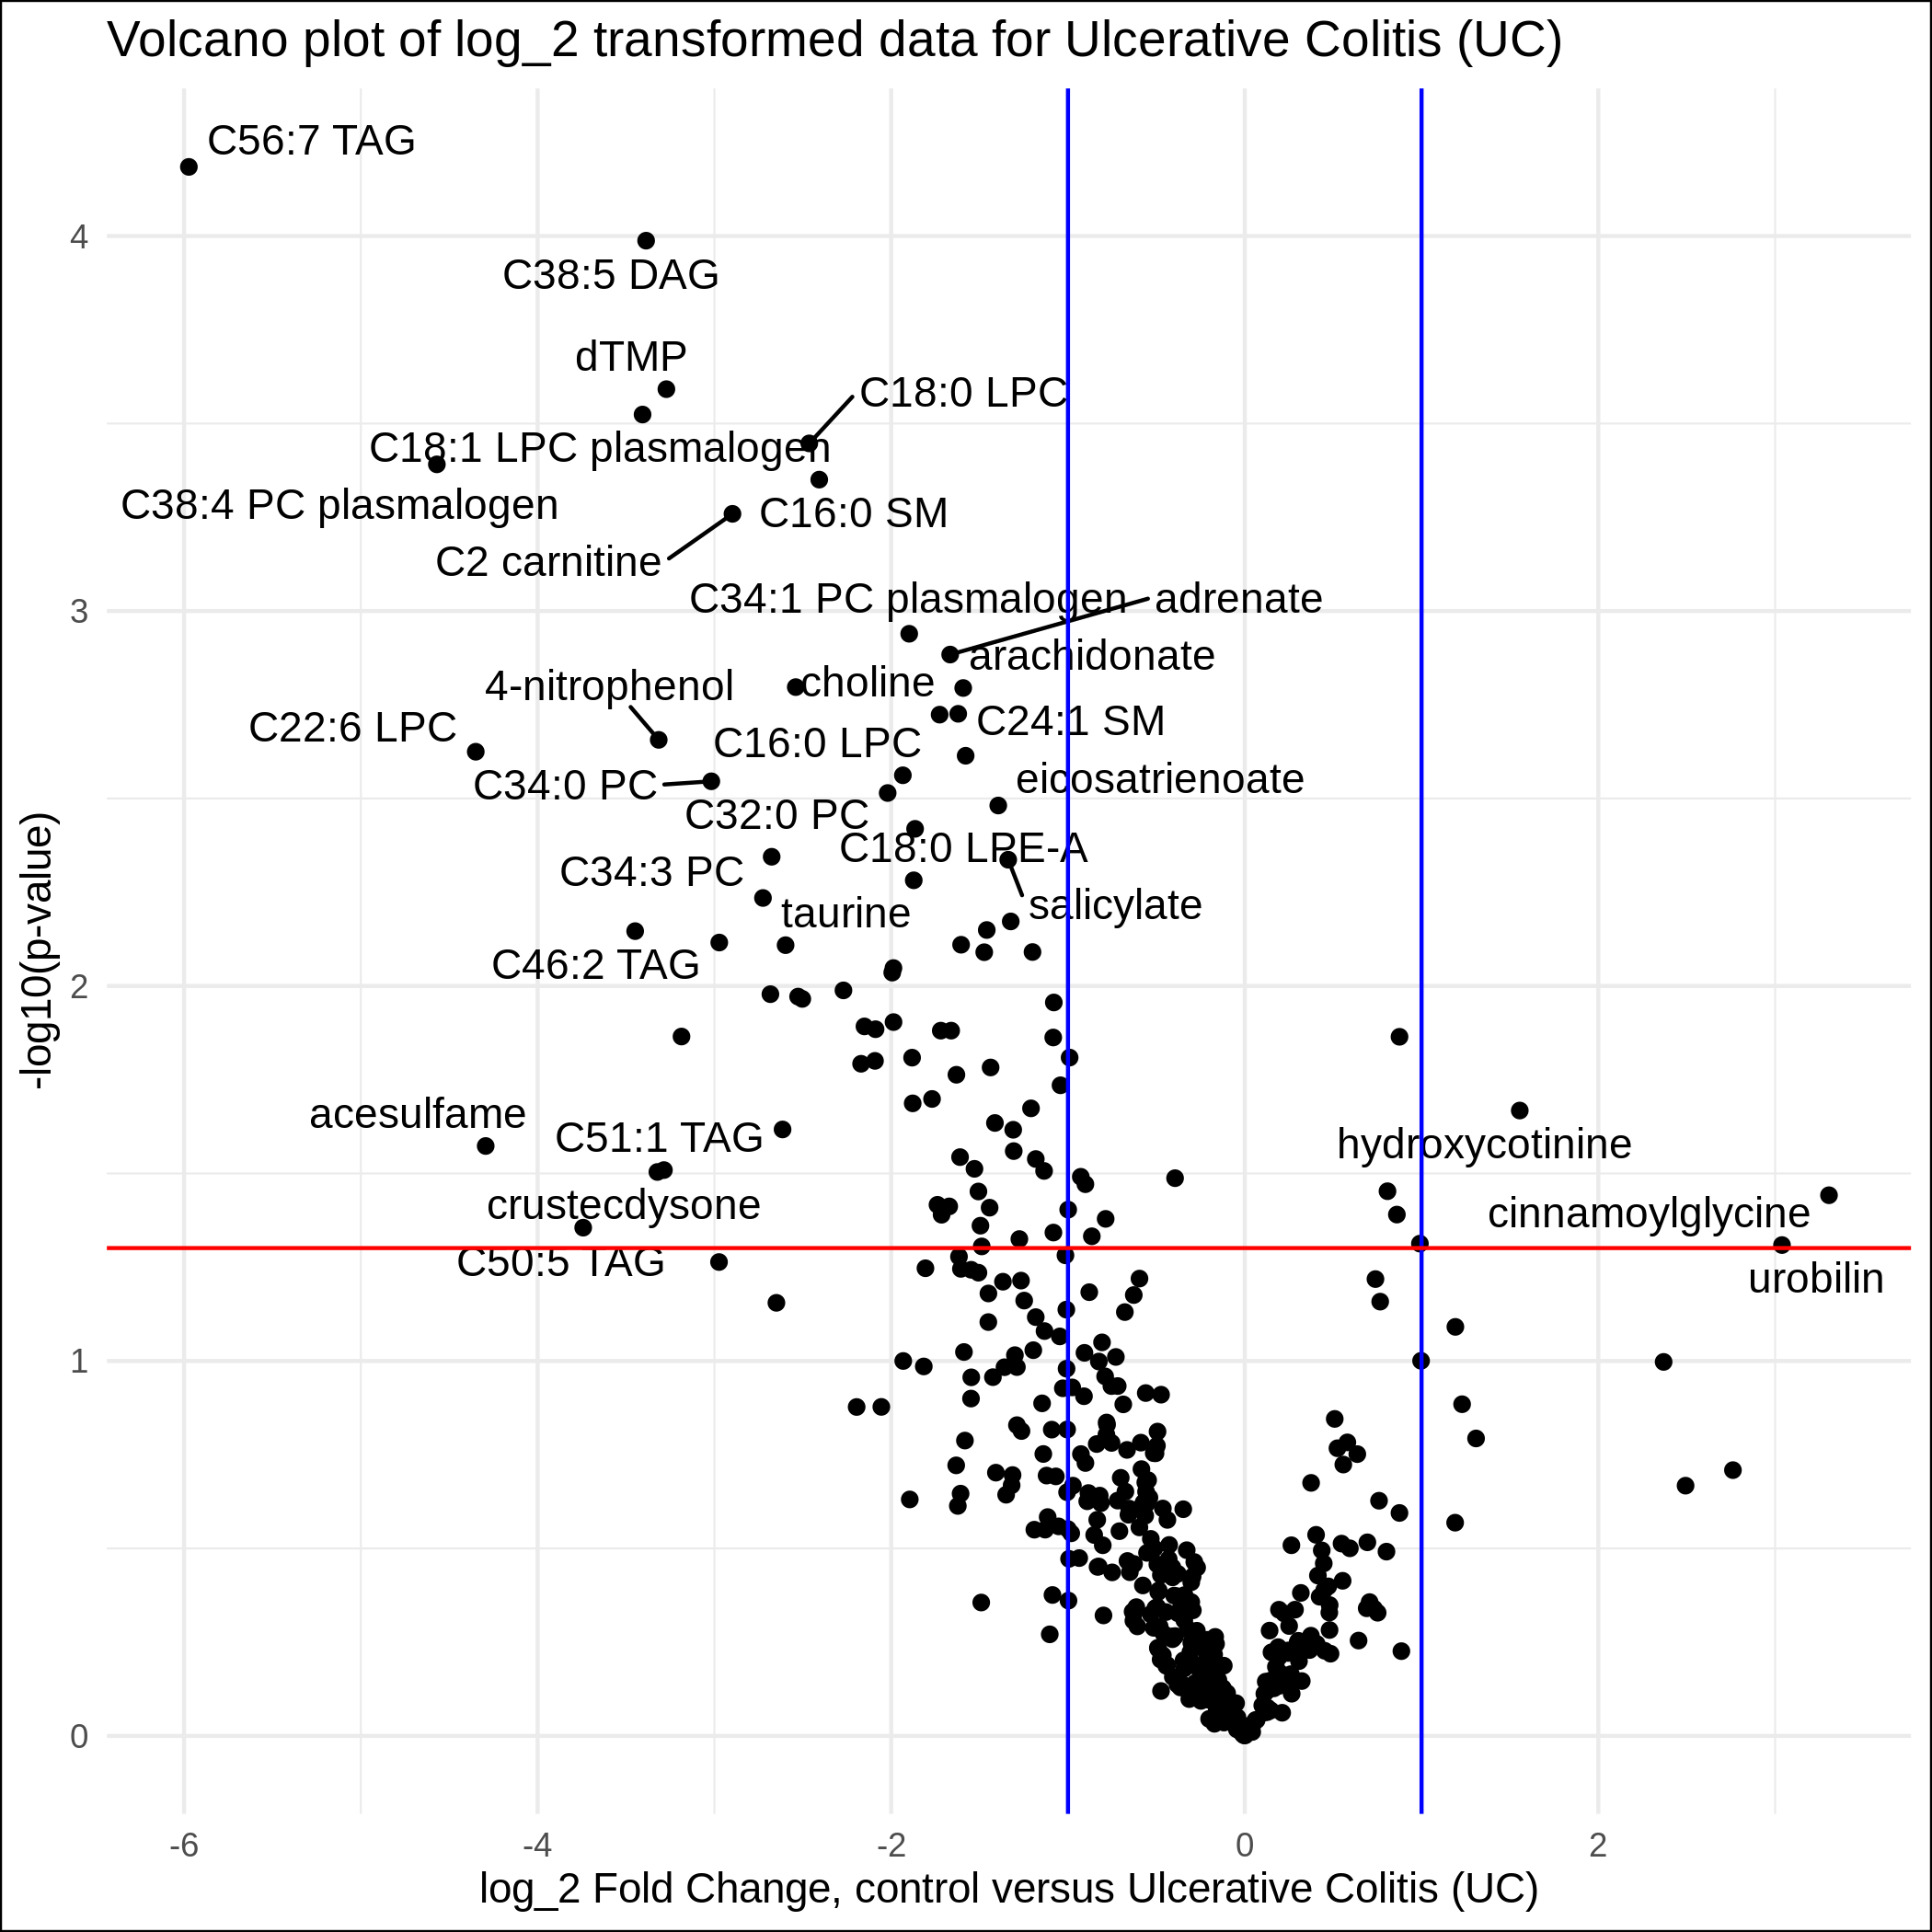 Volcano plot of log_2 transformed data for Ulcerative Colitis (UC)
C56:7 TAG
4
C38:5 DAG
dTMP
C18:0 LPC
C18:1 LPC plasmalogen
C38:4 PC plasmalogen
C16:0 SM
C2 carnitine
C34:1 PC plasmalogen
adrenate
3
arachidonate
4-nitrophenol
choline
C22:6 LPC
C24:1 SM
C16:0 LPC
C34:0 PC
eicosatrienoate
C32:0 PC
C18:0 LPE-A
C34:3 PC
salicylate
taurine
C46:2 TAG
2
-log10(p-value)
acesulfame
C51:1 TAG
hydroxycotinine
crustecdysone
cinnamoylglycine
C50:5 TAG
urobilin
1
0
-6
-4
-2
0
2
log_2 Fold Change, control versus Ulcerative Colitis (UC)